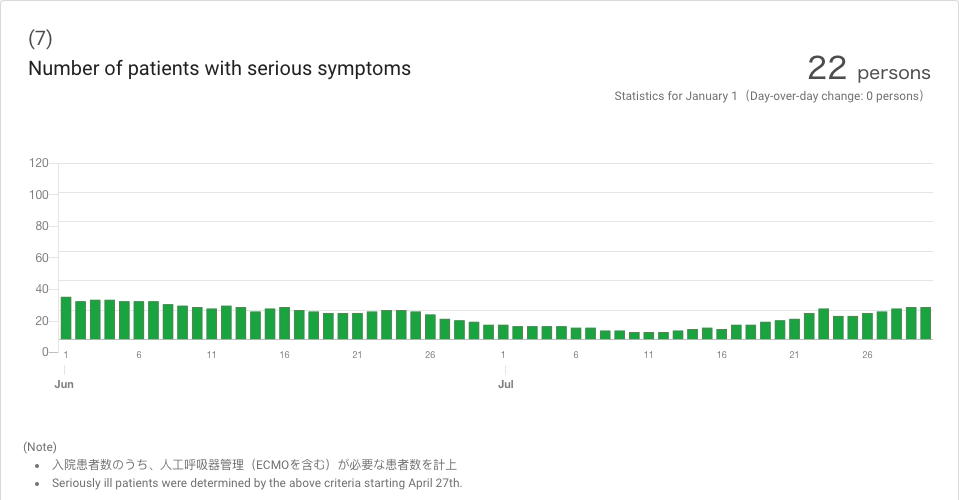 (7)
Number of patients with serious symptoms
22 persons
Statistics for January 1（Day-over-day change: 0 persons）
120
100
80
60
40
20
0
1 6 11 16 21 26 1 6 11 16 21 26
Jun Jul
(Note)
• 入院患者数のうち、人工呼吸器管理（ECMOを含む）が必要な患者数を計上
• Seriously ill patients were determined by the above criteria starting April 27th.